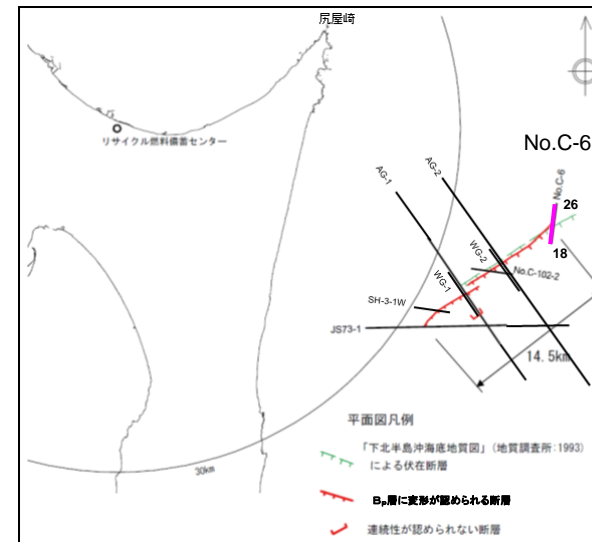 尻屋崎
リサイクル燃料備蓄センター
No.C-6
No.C-6
26
18
AG-1
AG-2
WG-2
No.C-102-2
WG-1
SH-3-1W
JS73-1
14.5km
30km
平面図凡例
「下北半島沖海底地質図」(地質調査所:1993)
による伏在断層
BP層に変形が認められる断層
連続性が認められない断層